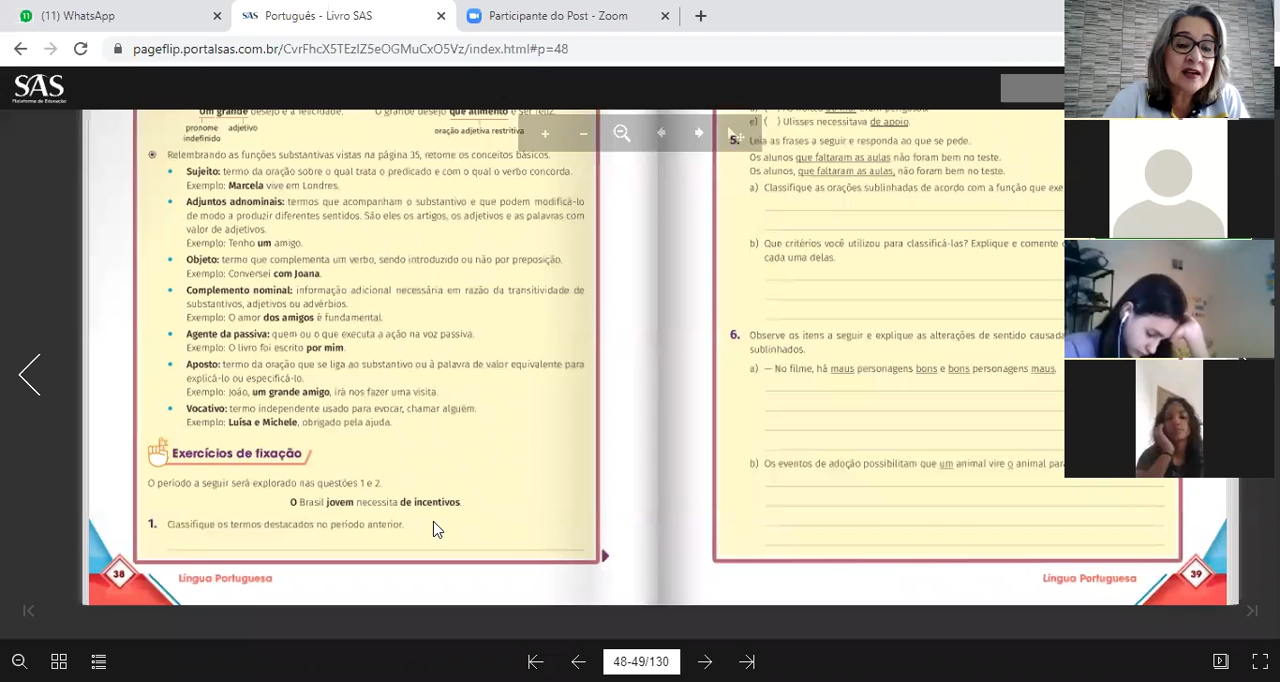 (11) WhatsApp
SAS
Português - Livro SAS
Participante do Post - Zoom
pageflip.portalsas.com.br/CvrFhcX5TEzIZ5eOGMuCxO5Vz/index.html#p=48
SAS
Plataforma de Educação
Um grande desejo é a felicidade.
O grande desejo que alimento é ser feliz.
pronome adjetivo
indefinido
oração adjetiva restritiva
Relembrando as funções substantivas vistas na página 35, retome os conceitos básicos.
• Sujeito: termo da oração sobre o qual trata o predicado e com o qual o verbo concorda.
Exemplo: Marcela vive em Londres.
• Adjuntos adnominais: termos que acompanham o substantivo e que podem modificá-lo
de modo a produzir diferentes sentidos. São eles os artigos, os adjetivos e as palavras com
valor de adjetivos.
Exemplo: Tenho um amigo.
• Objeto: termo que complementa um verbo, sendo introduzido ou não por preposição.
Exemplo: Conversei com Joana.
• Complemento nominal: informação adicional necessária em razão da transitividade de
substantivos, adjetivos ou advérbios.
Exemplo: O amor dos amigos é fundamental.
• Agente da passiva: quem ou o que executa a ação na voz passiva.
Exemplo: O livro foi escrito por mim.
• Aposto: termo da oração que se liga ao substantivo ou à palavra de valor equivalente para
explicá-lo ou especificá-lo.
Exemplo: João, um grande amigo, irá nos fazer uma visita.
• Vocativo: termo independente usado para evocar, chamar alguém.
Exemplo: Luísa e Michele, obrigado pela ajuda.
Exercícios de fixação
O período a seguir será explorado nas questões 1 e 2.
O Brasil jovem necessita de incentivos.
1. Classifique os termos destacados no período anterior.
38
Língua Portuguesa
e) ( ) Ulisses necessitava de apoio.
5. Leia as frases a seguir e responda ao que se pede.
Os alunos que faltaram as aulas não foram bem no teste.
Os alunos, que faltaram as aulas, não foram bem no teste.
a) Classifique as orações sublinhadas de acordo com a função que exe
b) Que critérios você utilizou para classificá-las? Explique e comente
cada uma delas.
6. Observe os itens a seguir e explique as alterações de sentido causada
sublinhados.
a) — No filme, há maus personagens bons e bons personagens maus.
b) Os eventos de adoção possibilitam que um animal vire o animal par
Língua Portuguesa
39
48-49/130